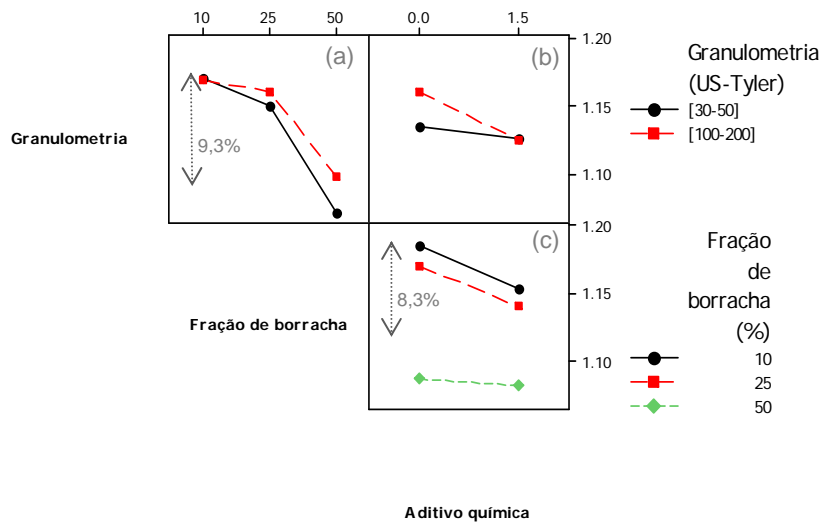 10 25 50 0.0 1.5
(a) (b)
1.20
1.15
1.10
Granulometria
9,3%
Granulometria
(US-Tyler)
[30-50]
[100-200]
(c)
1.20
1.15
1.10
Fração de borracha
8,3%
Fração
de
borracha
(%)
10
25
50
Aditivo química